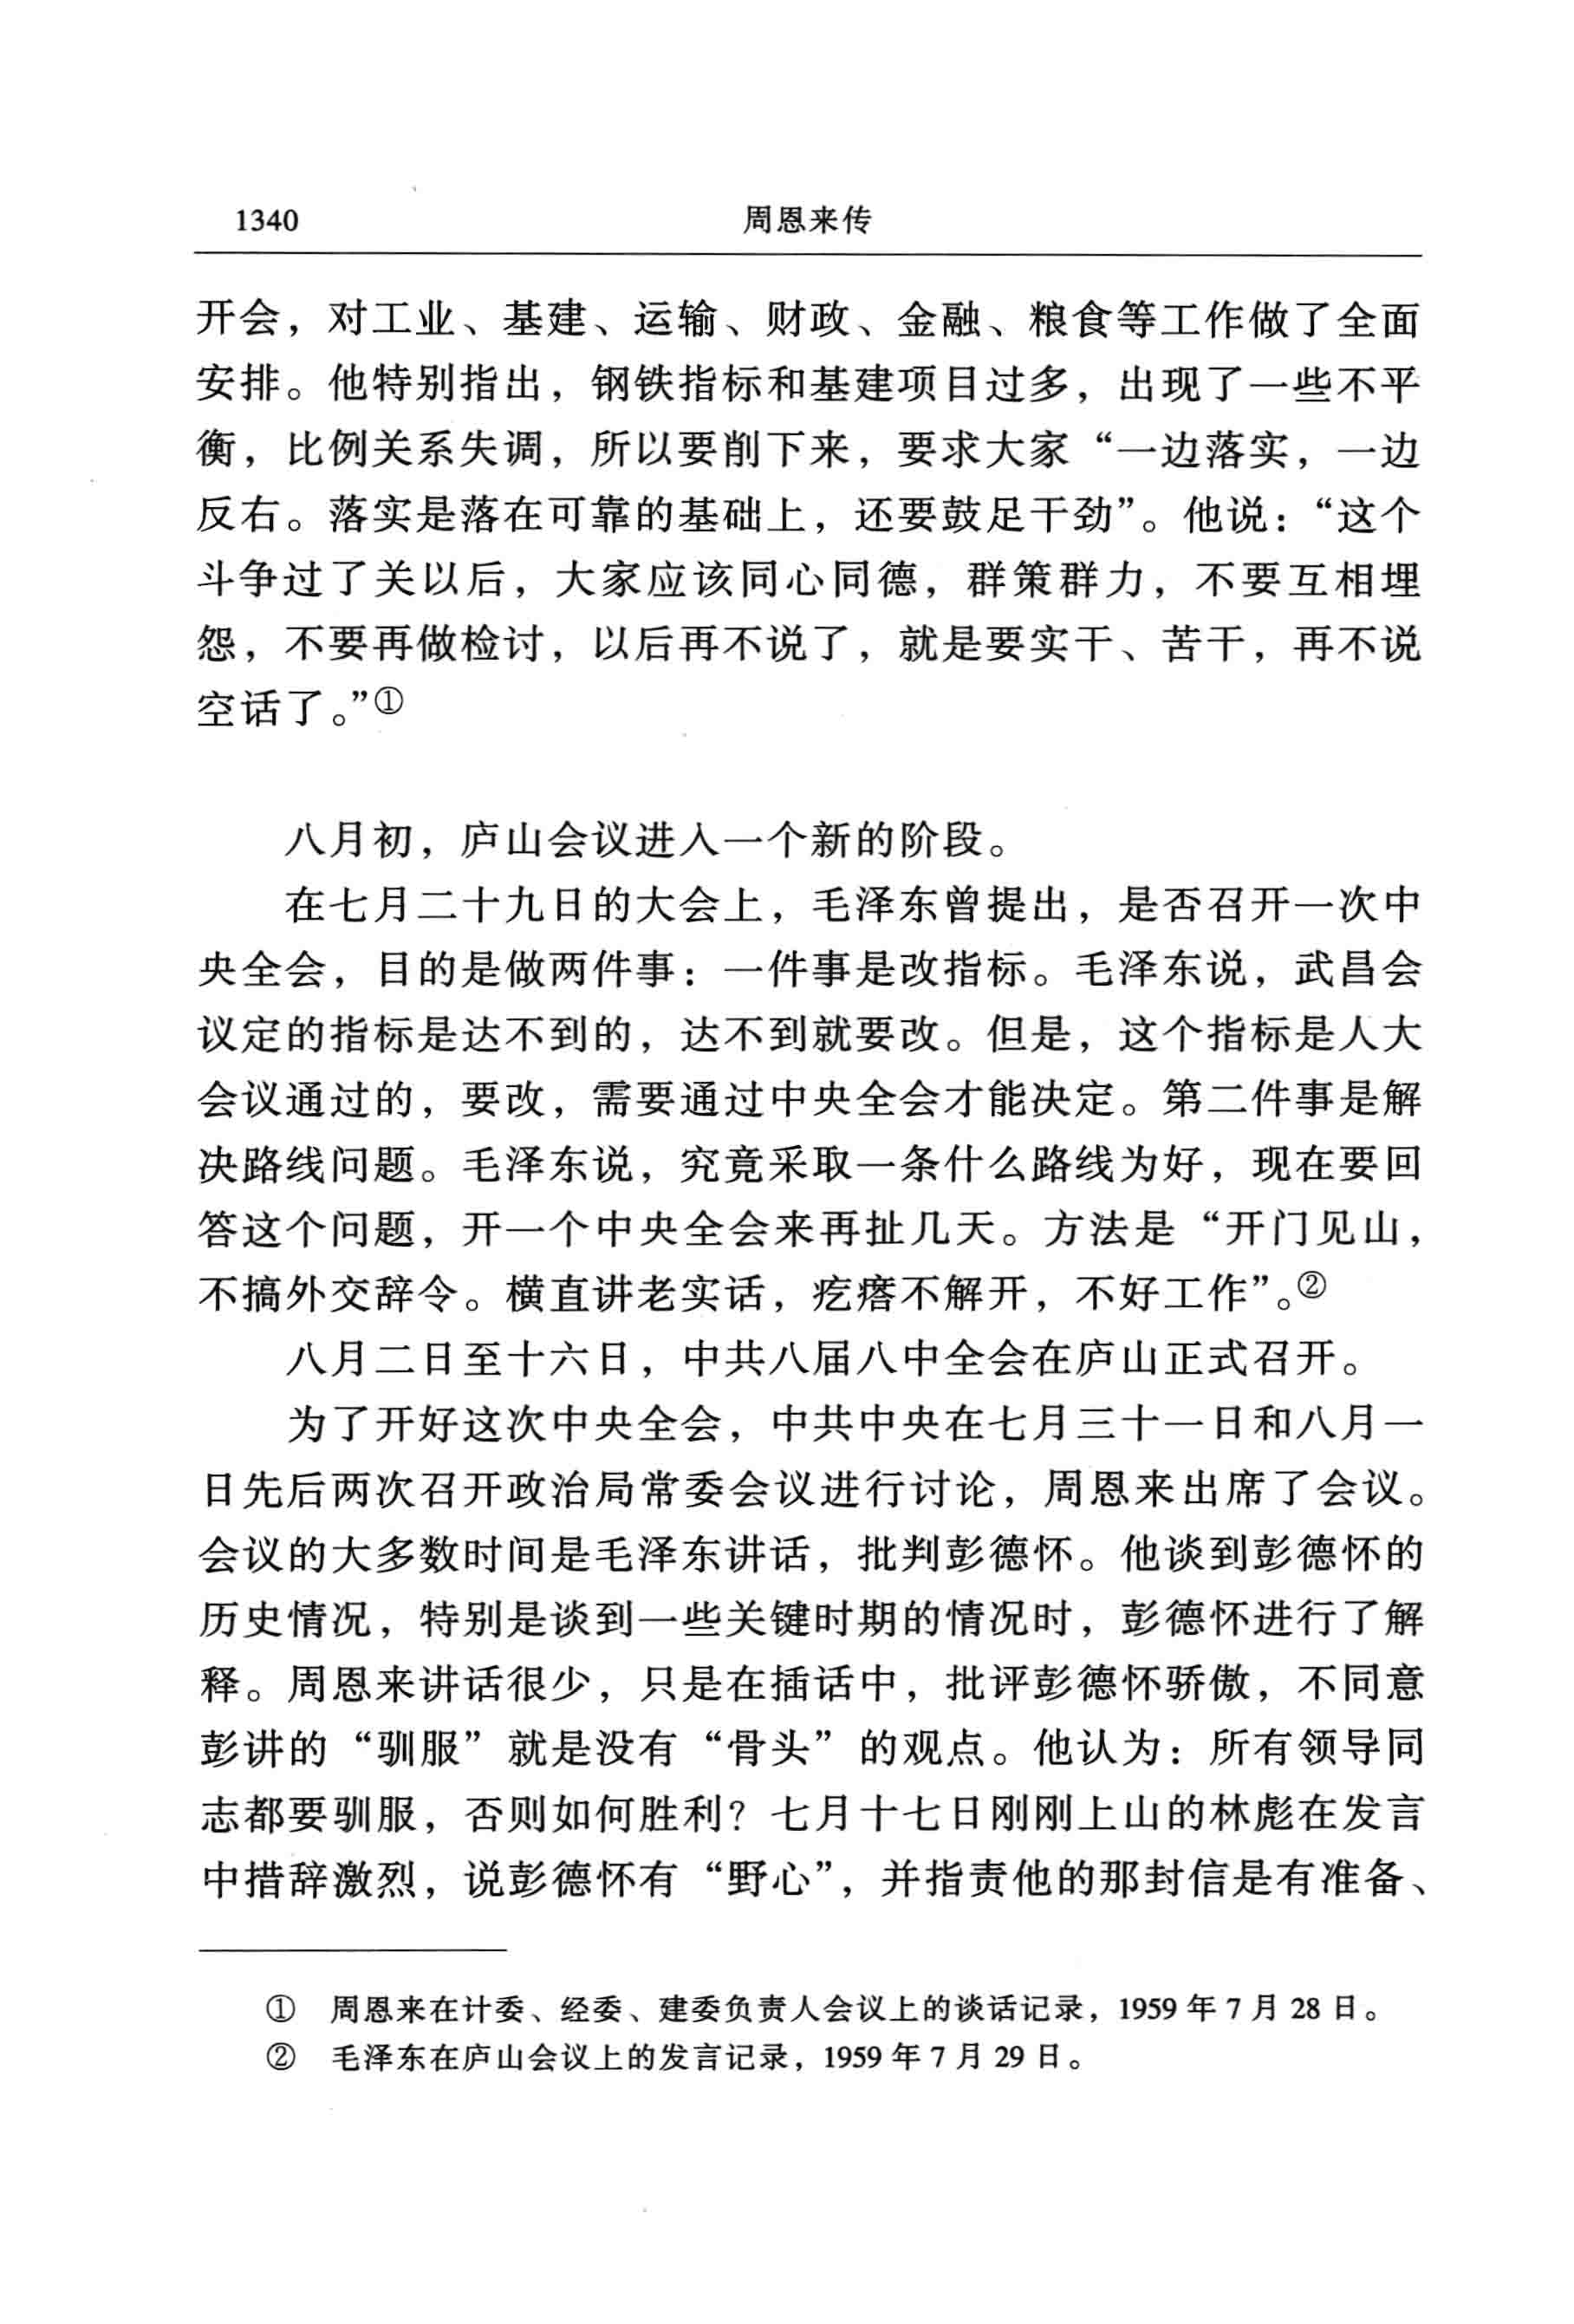 1340 周恩来传
开会，对工业、基建、运输、财政、金融、粮食等工作做了全面
安排。他特别指出，钢铁指标和基建项目过多，出现了一些不平
衡，比例关系失调，所以要削下来，要求大家“一边落实，一边
反右。落实是落在可靠的基础上，还要鼓足干劲”。他说：“这个
斗争过了关以后，大家应该同心同德，群策群力，不要互相埋
怨，不要再做检讨，以后再不说了，就是要实干、苦干，再不说
空话了。”①
八月初，庐山会议进入一个新的阶段。
在七月二十九日的大会上，毛泽东曾提出，是否召开一次中
央全会，目的是做两件事：一件事是改指标。毛泽东说，武昌会
议定的指标是达不到的，达不到就要改。但是，这个指标是人大
会议通过的，要改，需要通过中央全会才能决定。第二件事是解
决路线问题。毛泽东说，究竟采取一条什么路线为好，现在要回
答这个问题，开一个中央全会来再扯几天。方法是“开门见山，
不搞外交辞令。横直讲老实话，疙瘩不解开，不好工作”。②
八月二日至十六日，中共八届八中全会在庐山正式召开。
为了开好这次中央全会，中共中央在七月三十一日和八月一
日先后两次召开政治局常委会议进行讨论，周恩来出席了会议。
会议的大多数时间是毛泽东讲话，批判彭德怀。他谈到彭德怀的
历史情况，特别是谈到一些关键时期的情况时，彭德怀进行了解
释。周恩来讲话很少，只是在插话中，批评彭德怀骄傲，不同意
彭讲的“驯服”就是没有“骨头”的观点。他认为：所有领导同
志都要驯服，否则如何胜利？七月十七日刚刚上山的林彪在发言
中措辞激烈，说彭德怀有“野心”，并指责他的那封信是有准备、
① 周恩来在计委、经委、建委负责人会议上的谈话记录，1959 年 7 月 28 日。
② 毛泽东在庐山会议上的发言记录，1959 年 7 月 29 日。